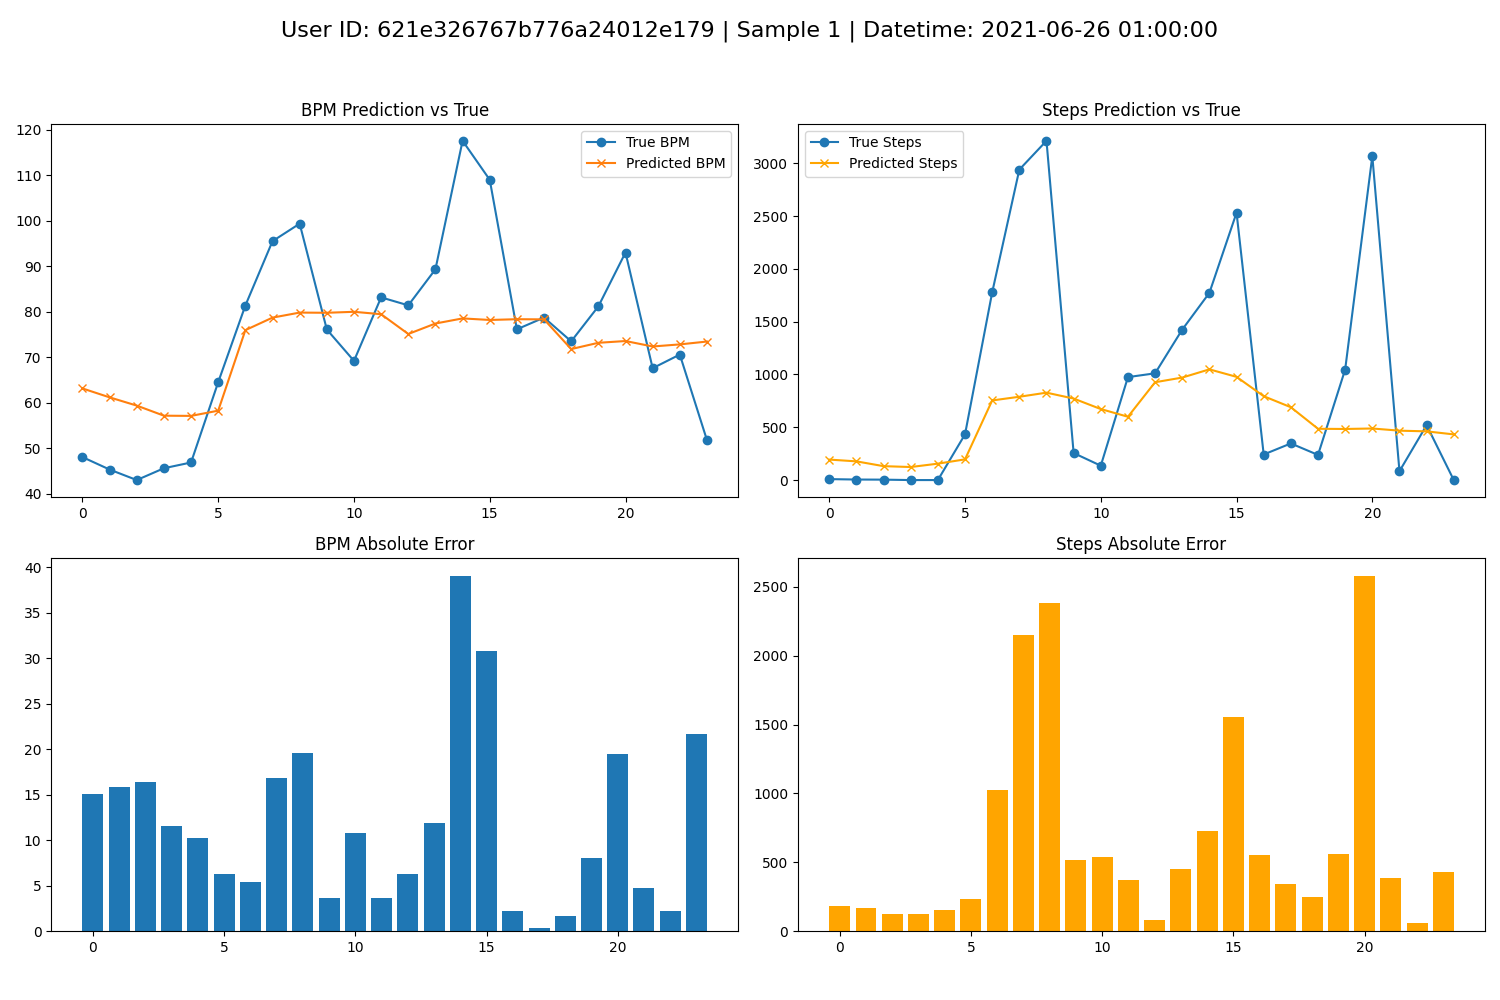 User ID: 621e326767b776a24012e179 | Sample 1 | Datetime: 2021-06-26 01:00:00
BPM Prediction vs True
120
110
100
90
80
70
60
50
40
True BPM
Predicted BPM
0 5 10 15 20
Steps Prediction vs True
3000
2500
2000
1500
1000
500
0
True Steps
Predicted Steps
0 5 10 15 20
BPM Absolute Error
40
35
30
25
20
15
10
5
0
0 5 10 15 20
Steps Absolute Error
2500
2000
1500
1000
500
0
0 5 10 15 20